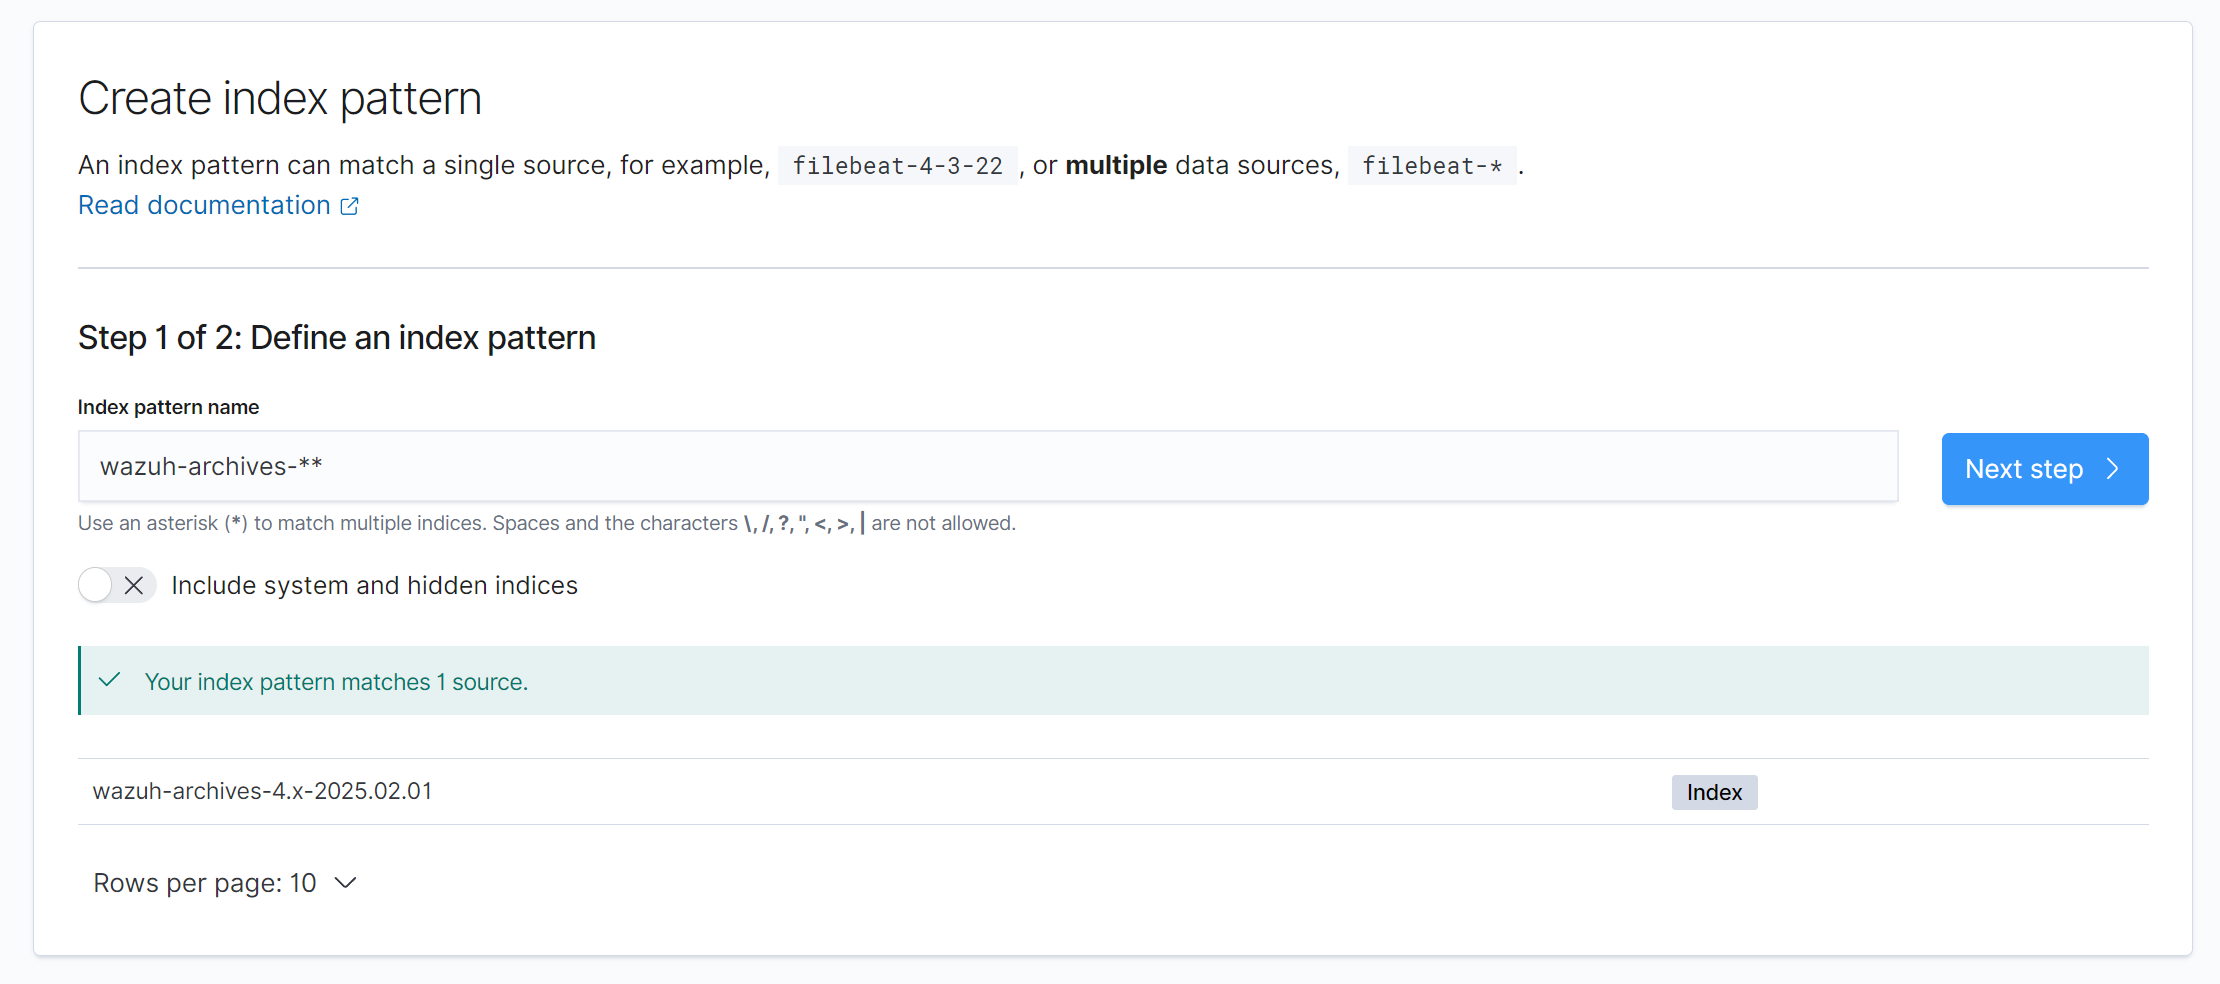 Create index pattern
An index pattern can match a single source, for example, filebeat-4-3-22 , or multiple data sources, filebeat-* .
Read documentation
Step 1 of 2: Define an index pattern
Index pattern name
wazuh-archives-**
Next step
Use an asterisk (*) to match multiple indices. Spaces and the characters \, /, ?, ", <, >, | are not allowed.
Include system and hidden indices
Your index pattern matches 1 source.
wazuh-archives-4.x-2025.02.01 Index
Rows per page: 10